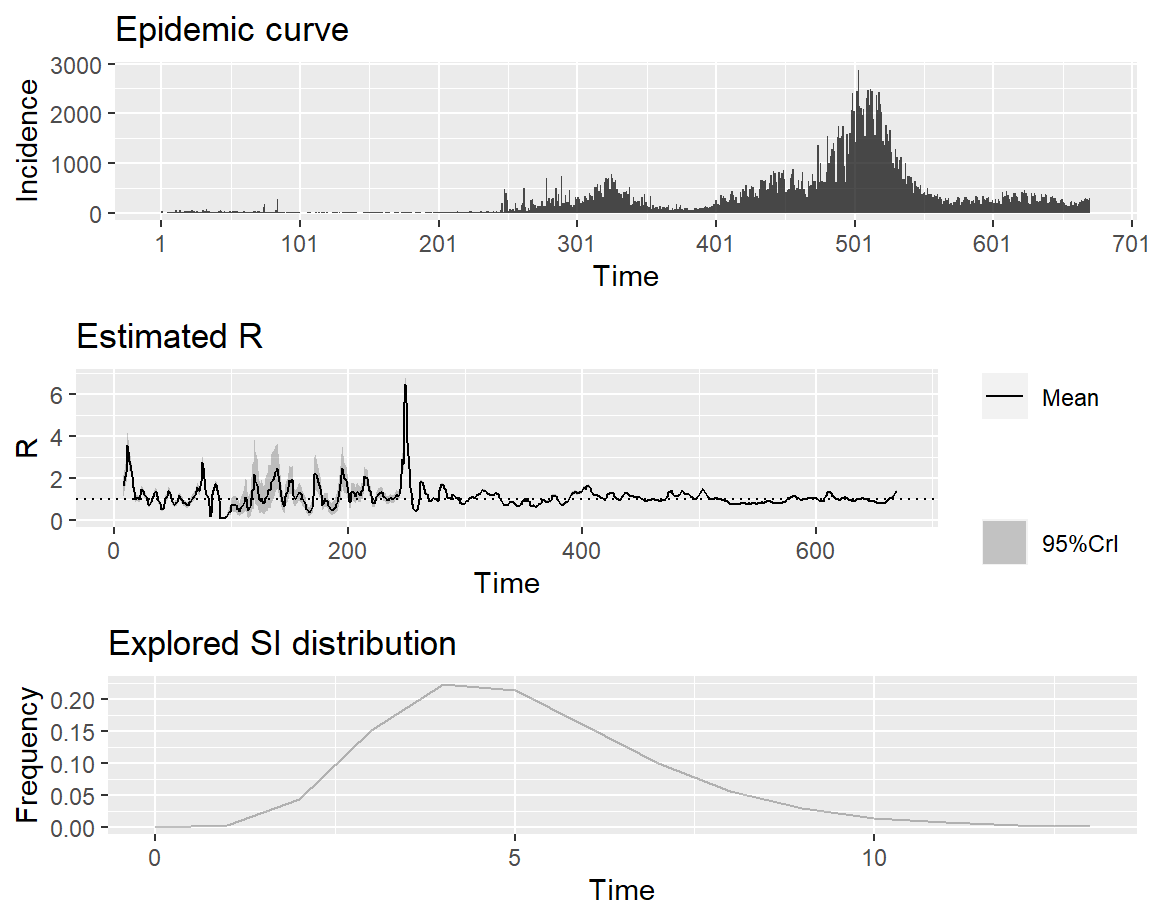 Epidemic curve
3000
2000
1000
0
Incidence
1 101 201 301 401 501 601 701
Time
Estimated R
6
4
2
0
R
0 200 400 600
Time
Mean
95%CrI
Explored SI distribution
0.20
0.15
0.10
0.05
0.00
Frequency
0 5 10
Time